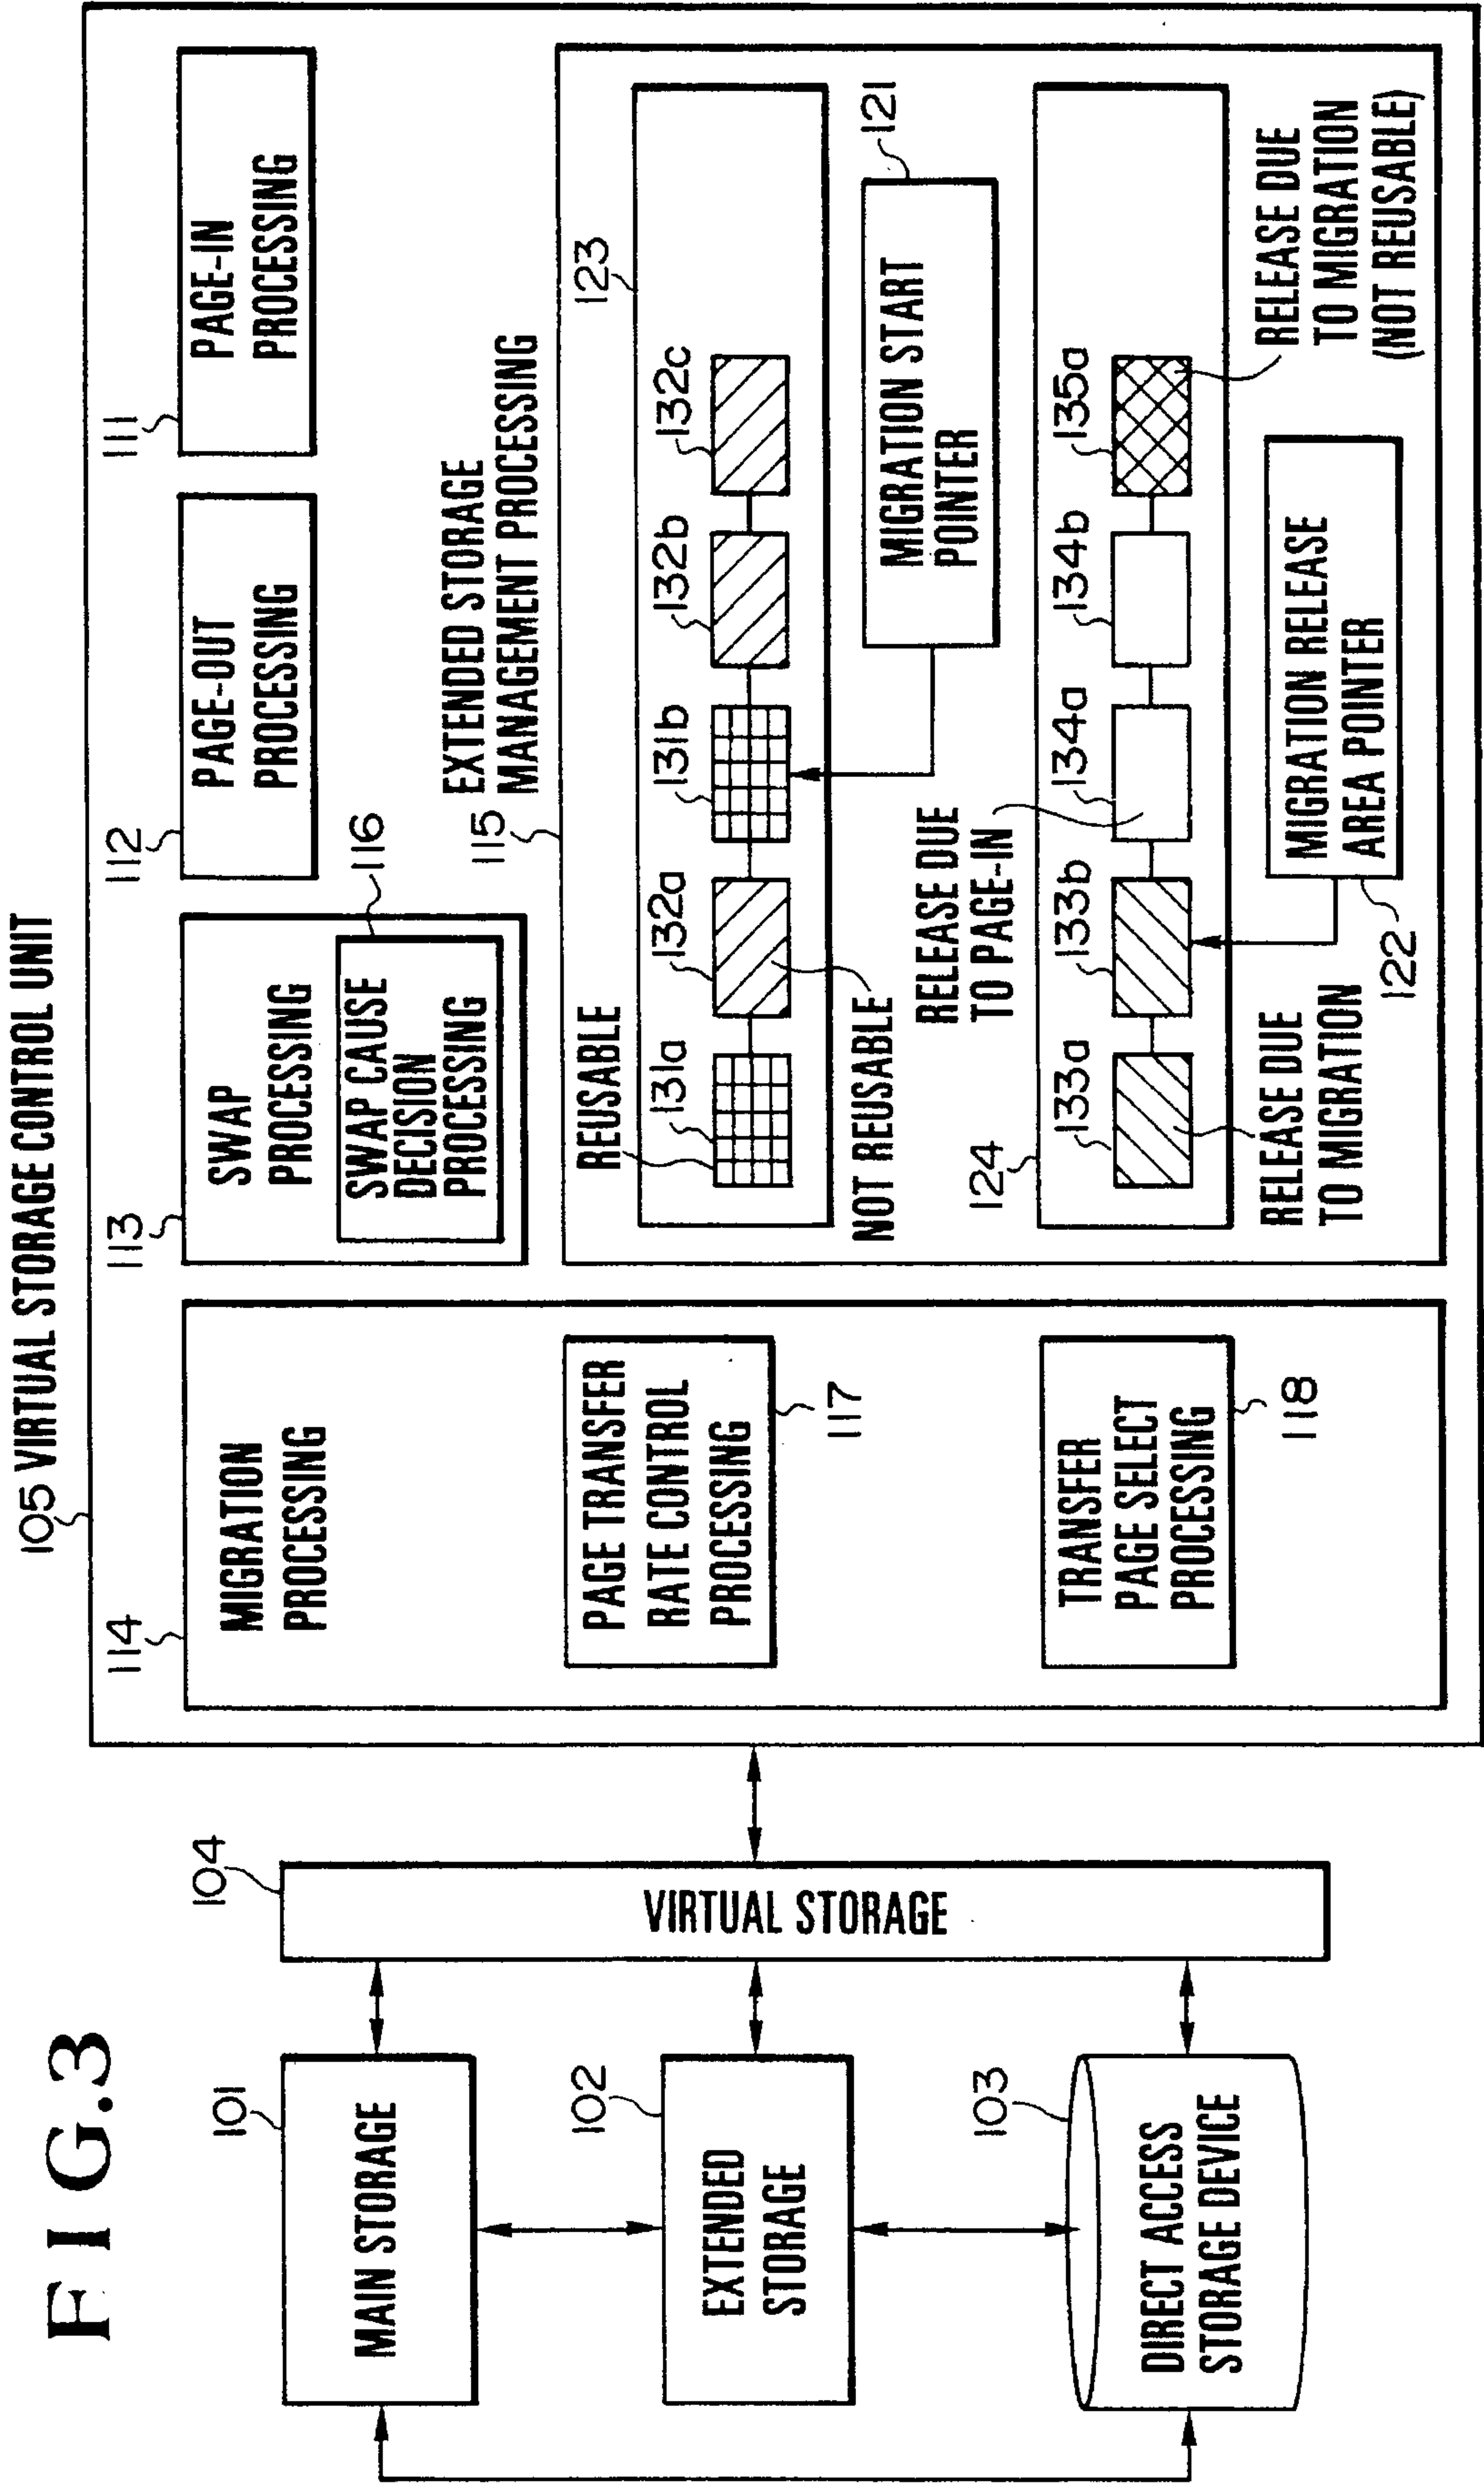 FIG.3
101
MAIN STORAGE
102
EXTENDED
STORAGE
103
DIRECT ACCESS
STORAGE DEVICE
104
VIRTUAL STORAGE
105 VIRTUAL STORAGE CONTROL UNIT
114
MIGRATION
PROCESSING
PAGE TRANSFER
RATE CONTROL
PROCESSING
117
TRANSFER
PAGE SELECT
PROCESSING
118
113
SWAP
PROCESSING
116
SWAP CAUSE
DECISION
PROCESSING
112
PAGE-OUT
PROCESSING
111
PAGE-IN
PROCESSING
115
EXTENDED STORAGE
MANAGEMENT PROCESSING
123
REUSABLE
131a
132a
131b
132b
132c
NOT REUSABLE
121
MIGRATION START
POINTER
RELEASE DUE
TO PAGE-IN
124
133a
133b
134a
134b
135a
RELEASE DUE
TO MIGRATION
122
MIGRATION RELEASE
AREA POINTER
RELEASE DUE
TO MIGRATION
(NOT REUSABLE)